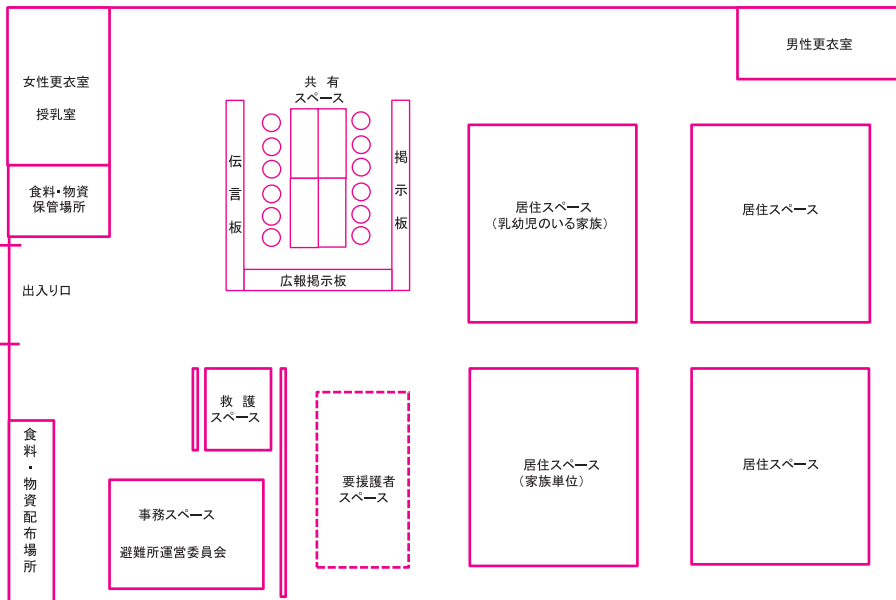 女性更衣室
授乳室
食料・物資
保管場所
出入り口
食料・物資配布場所
共有
スペース
伝言板
掲示板
広報掲示板
救護
スペース
事務スペース
避難所運営委員会
要援護者
スペース
男性更衣室
居住スペース
（乳幼児のいる家族）
居住スペース
居住スペース
（家族単位）
居住スペース